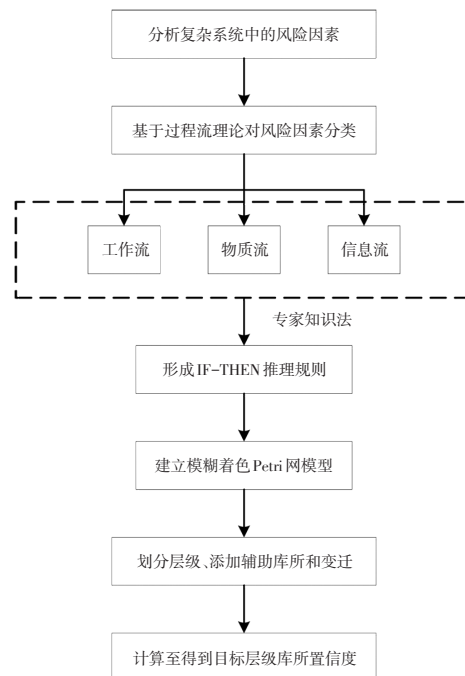 分析复杂系统中的风险因素
基于过程流理论对风险因素分类
工作流
物质流
信息流
专家知识法
形成IF-THEN推理规则
建立模糊着色Petri网模型
划分层级、添加辅助库所和变迁
计算至得到目标层级库所置信度